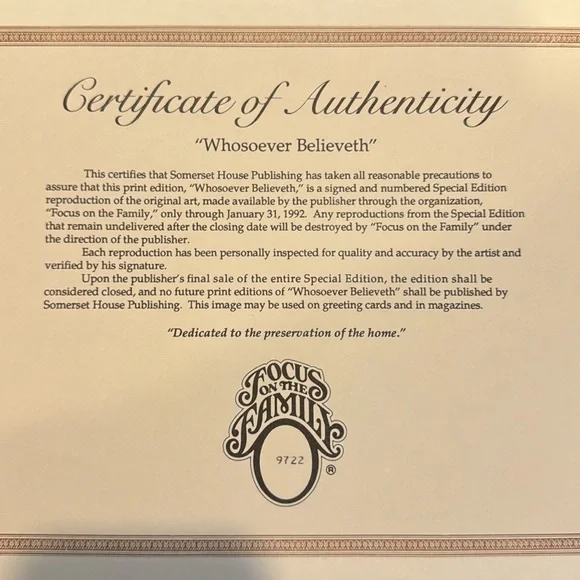 Certificate of Authenticity
“Whosoever Believeth”
This certifies that Somerset House Publishing has taken all reasonable precautions to
assure that this print edition, “Whosoever Believeth,” is a signed and numbered Special Edition
reproduction of the original art, made available by the publisher through the organization,
“Focus on the Family,” only through January 31, 1992. Any reproductions from the Special Edition
that remain undelivered after the closing date will be destroyed by “Focus on the Family” under
the direction of the publisher.
Each reproduction has been personally inspected for quality and accuracy by the artist and
verified by his signature.
Upon the publisher’s final sale of the entire Special Edition, the edition shall be
considered closed, and no future print editions of “Whosoever Believeth” shall be published by
Somerset House Publishing. This image may be used on greeting cards and in magazines.
“Dedicated to the preservation of the home.”
FOCUS
ON THE
FAMILY
9722
®